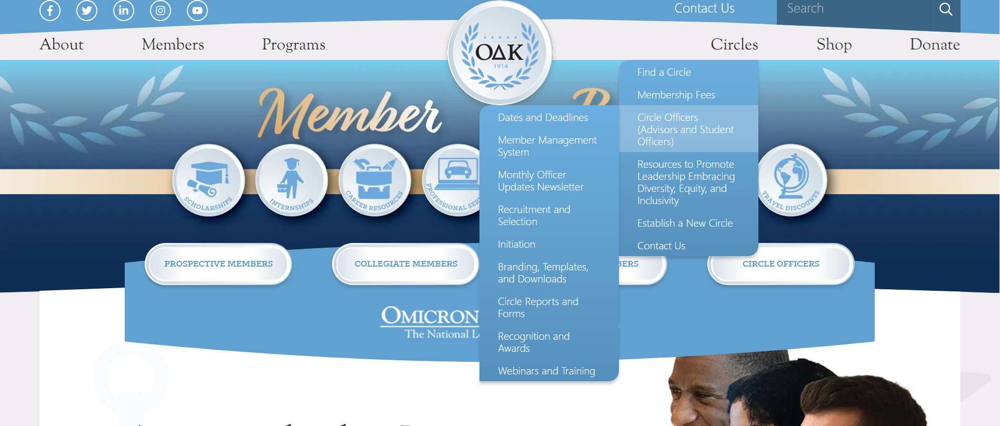 Contact Us
Search
About
Members
Programs
ΟΔΚ
1914
Circles
Shop
Donate
Member
Find a Circle
Membership Fees
Circle Officers
(Advisors and Student
Officers)
Resources to Promote
Leadership Embracing
Diversity, Equity, and
Inclusivity
Establish a New Circle
Contact Us
Dates and Deadlines
Member Management
System
Monthly Officer
Updates Newsletter
Recruitment and
Selection
Initiation
Branding, Templates,
and Downloads
Circle Reports and
Forms
Recognition and
Awards
Webinars and Training
SCHOLARSHIPS
INTERNSHIPS
CAREER RESOURCES
PROFESSIONAL SER
TRAVEL DISCOUNTS
PROSPECTIVE MEMBERS
COLLEGIATE MEMBERS
BERS
CIRCLE OFFICERS
OMICRON
The National L